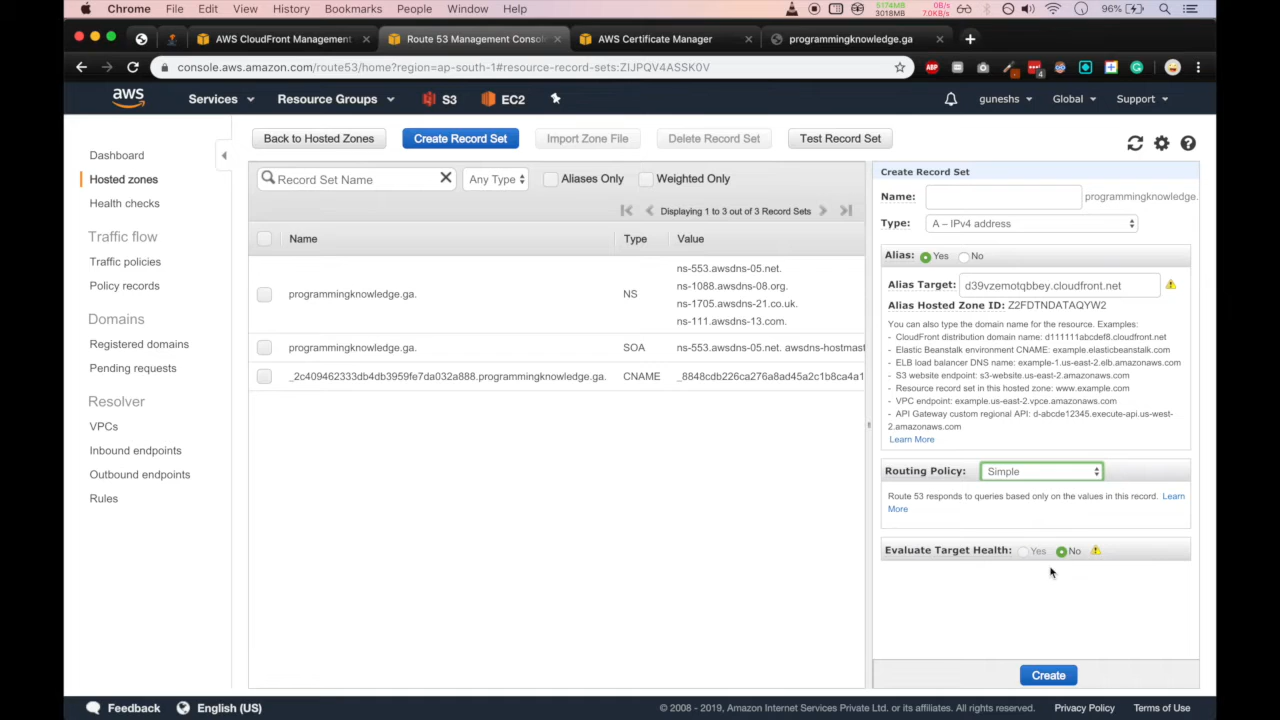 Chrome File Edit View History Bookmarks People Window Help
5174MB
3018MB
0B/s
7.0KB/s
96%
AWS CloudFront Management
Route 53 Management Conso
AWS Certificate Manager
programmingknowledge.ga
console.aws.amazon.com/route53/home?region=ap-south-1#resource-record-sets:ZIJPQV4ASSK0V
ABP
4
aws
Services
Resource Groups
S3
EC2
guneshs
Global
Support
Dashboard
Hosted zones
Health checks
Traffic flow
Traffic policies
Policy records
Domains
Registered domains
Pending requests
Resolver
VPCs
Inbound endpoints
Outbound endpoints
Rules
Back to Hosted Zones
Create Record Set
Import Zone File
Delete Record Set
Test Record Set
Record Set Name
Any Type
Aliases Only
Weighted Only
Displaying 1 to 3 out of 3 Record Sets
Name Type Value
programmingknowledge.ga. NS
ns-553.awsdns-05.net.
ns-1088.awsdns-08.org.
ns-1705.awsdns-21.co.uk.
ns-111.awsdns-13.com.
programmingknowledge.ga. SOA ns-553.awsdns-05.net. awsdns-hostmast
_2c409462333db4db3959fe7da032a888.programmingknowledge.ga. CNAME _8848cdb226ca276a8ad45a2c1b8ca4a1
Create Record Set
Name: programmingknowledge.
Type: A – IPv4 address
Alias: Yes No
Alias Target: d39vzemotqbbey.cloudfront.net
Alias Hosted Zone ID: Z2FDTNDATAQYW2
You can also type the domain name for the resource. Examples:
- CloudFront distribution domain name: d111111abcdef8.cloudfront.net
- Elastic Beanstalk environment CNAME: example.elasticbeanstalk.com
- ELB load balancer DNS name: example-1.us-east-2.elb.amazonaws.com
- S3 website endpoint: s3-website.us-east-2.amazonaws.com
- Resource record set in this hosted zone: www.example.com
- VPC endpoint: example.us-east-2.vpce.amazonaws.com
- API Gateway custom regional API: d-abcde12345.execute-api.us-west-
2.amazonaws.com
Learn More
Routing Policy: Simple
Route 53 responds to queries based only on the values in this record. Learn
More
Evaluate Target Health: Yes No
Create
Feedback
English (US)
© 2008 - 2019, Amazon Internet Services Private Ltd. or its affiliates. All rights reserved.
Privacy Policy
Terms of Use